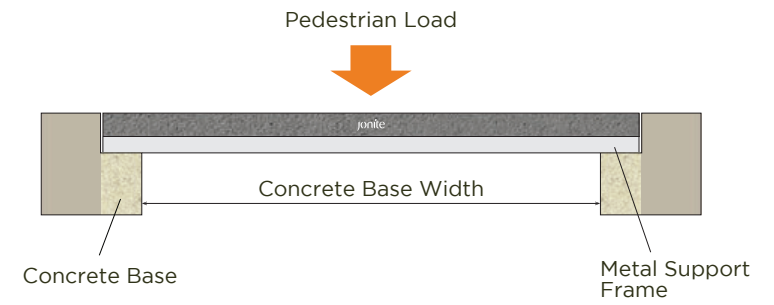 Pedestrian Load
jonite
Concrete Base Width
Concrete Base
Metal Support
Frame